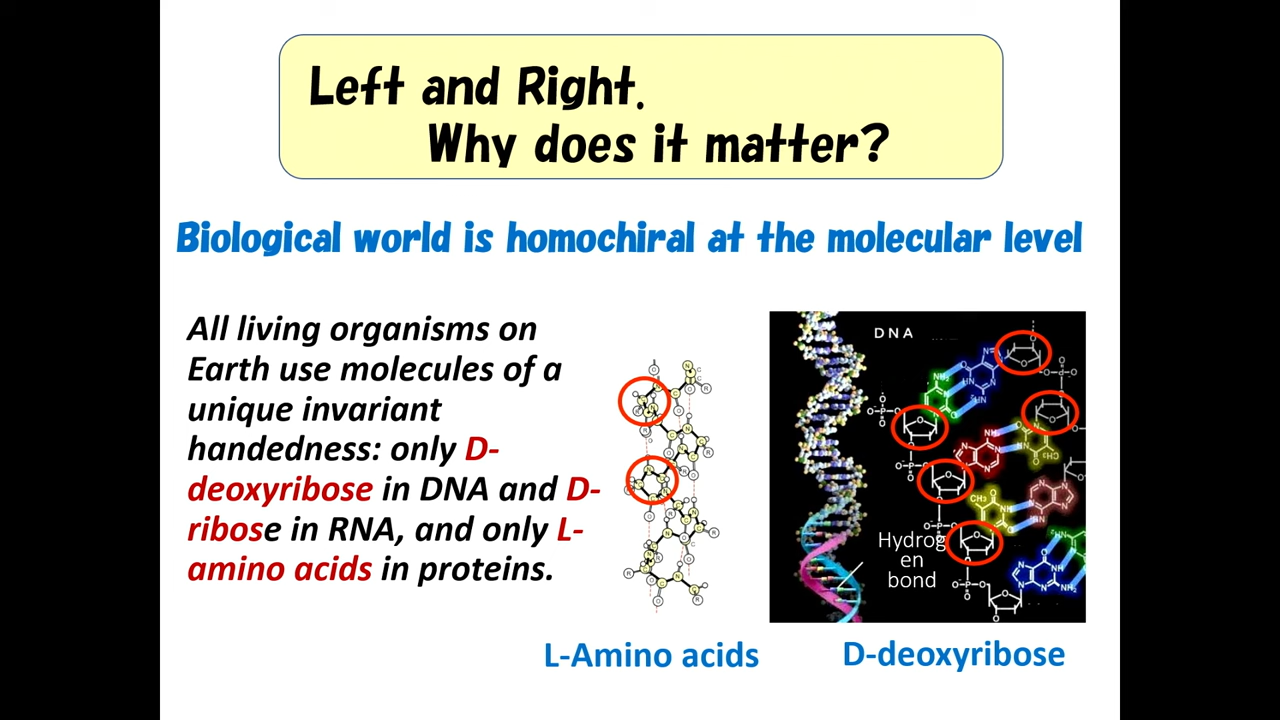 Left and Right.
Why does it matter?
Biological world is homochiral at the molecular level
All living organisms on
Earth use molecules of a
unique invariant
handedness: only D-
deoxyribose in DNA and D-
ribose in RNA, and only L-
amino acids in proteins.
DNA
Hydrog
en
bond
L-Amino acids
D-deoxyribose